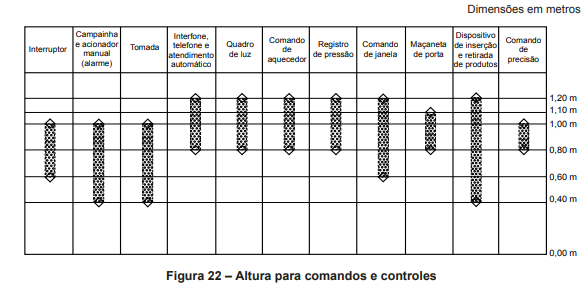 Dimensões em metros
Interruptor
Campainha
e acionador
manual
(alarme)
Tomada
Interfone,
telefone e
atendimento
automático
Quadro
de luz
Comando
de
aquecedor
Registro
de pressão
Comando
de janela
Maçaneta
de porta
Dispositivo
de inserção
e retirada
de produtos
Comando
de
precisão
1,20 m
1,10 m
1,00 m
0,80 m
0,60 m
0,40 m
0,00 m
Figura 22 – Altura para comandos e controles